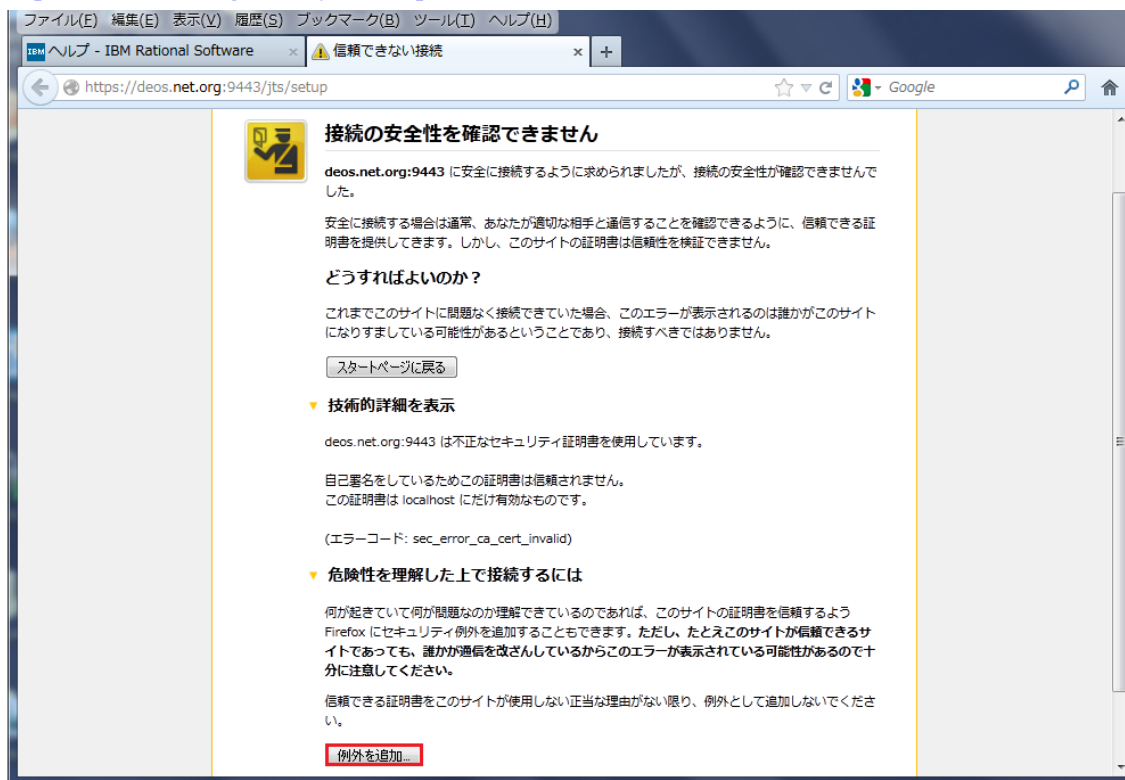 ファイル(F) 編集(E) 表示(V) 履歴(S) ブックマーク(B) ツール(T) ヘルプ(H)
IBM ヘルプ - IBM Rational Software × 信頼できない接続 × +
https://deos.net.org:9443/jts/setup Google
接続の安全性を確認できません
deos.net.org:9443 に安全に接続するように求められましたが、接続の安全性が確認できませんで
した。
安全に接続する場合は通常、あなたが適切な相手と通信することを確認できるように、信頼できる証
明書を提供してきます。しかし、このサイトの証明書は信頼性を検証できません。
どうすればよいのか？
これまでこのサイトに問題なく接続できていた場合、このエラーが表示されるのは誰かがこのサイト
になりすましている可能性があるということであり、接続すべきではありません。
スタートページに戻る
技術的詳細を表示
deos.net.org:9443 は不正なセキュリティ証明書を使用しています。
自己署名をしているためこの証明書は信頼されません。
この証明書は localhost にだけ有効なものです。
(エラーコード: sec_error_ca_cert_invalid)
危険性を理解した上で接続するには
何が起きていて何が問題なのか理解できているのであれば、このサイトの証明書を信頼するよう
Firefox にセキュリティ例外を追加することもできます。ただし、たとえこのサイトが信頼できるサ
イトであっても、誰かが通信を改ざんしているからこのエラーが表示されている可能性があるので十
分に注意してください。
信頼できる証明書をこのサイトが使用しない正当な理由がない限り、例外として追加しないでくださ
い。
例外を追加...